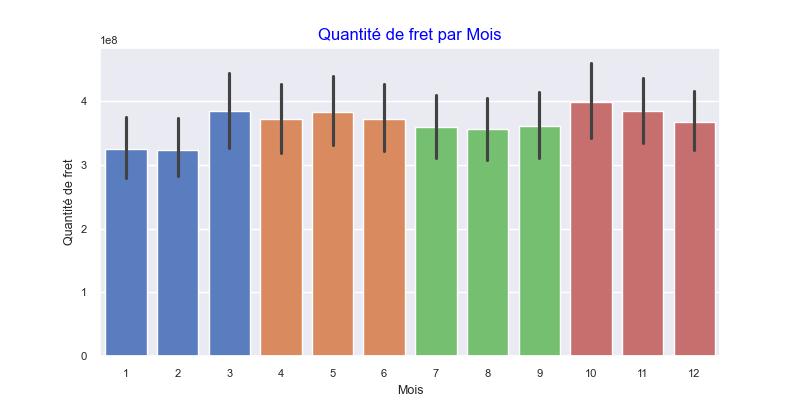 Quantité de fret par Mois
1e8
Quantité de fret
4
3
2
1
0
1 2 3 4 5 6 7 8 9 10 11 12
Mois